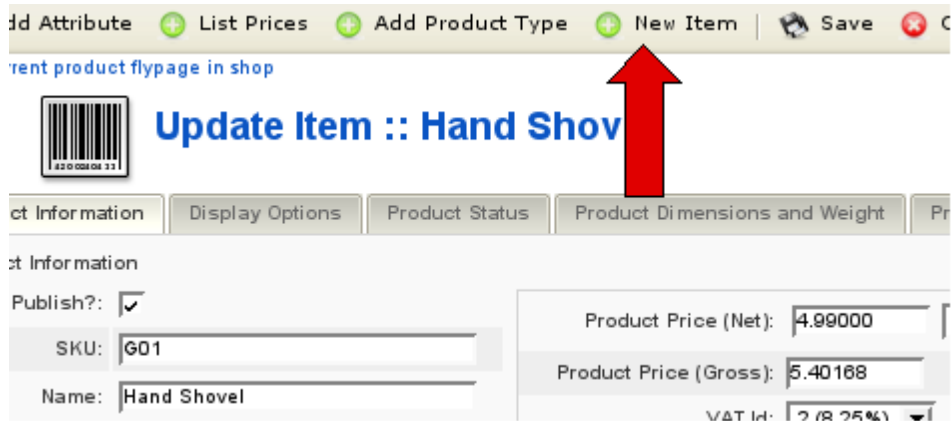 dd Attribute List Prices Add Product Type New Item Save
rrent product flypage in shop
Update Item :: Hand Shov
ct Information Display Options Product Status Product Dimensions and Weight Pr
ct Information
Publish?:
SKU: G01
Name: Hand Shovel
Product Price (Net): 4.99000
Product Price (Gross): 5.40168
VAT Id: 2 (8.25%)